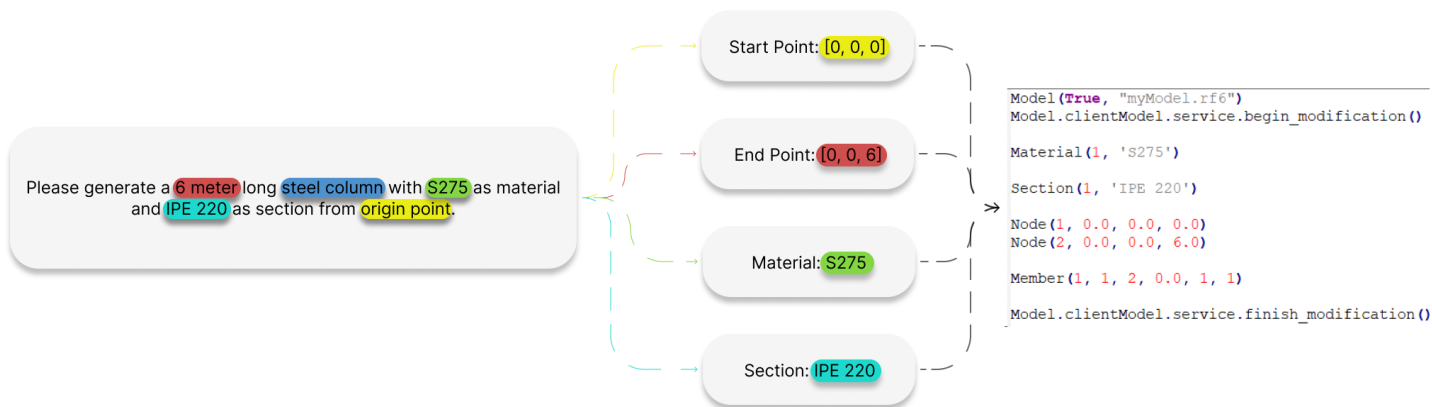 Please generate a 6 meter long steel column with S275 as material
and IPE 220 as section from origin point.
Start Point: [0, 0, 0]
End Point: [0, 0, 6]
Material: S275
Section: IPE 220
Model(True, "myModel.rf6")
Model.clientModel.service.begin_modification()
Material(1, 'S275')
Section(1, 'IPE 220')
Node(1, 0.0, 0.0, 0.0)
Node(2, 0.0, 0.0, 6.0)
Member(1, 1, 2, 0.0, 1, 1)
Model.clientModel.service.finish_modification()